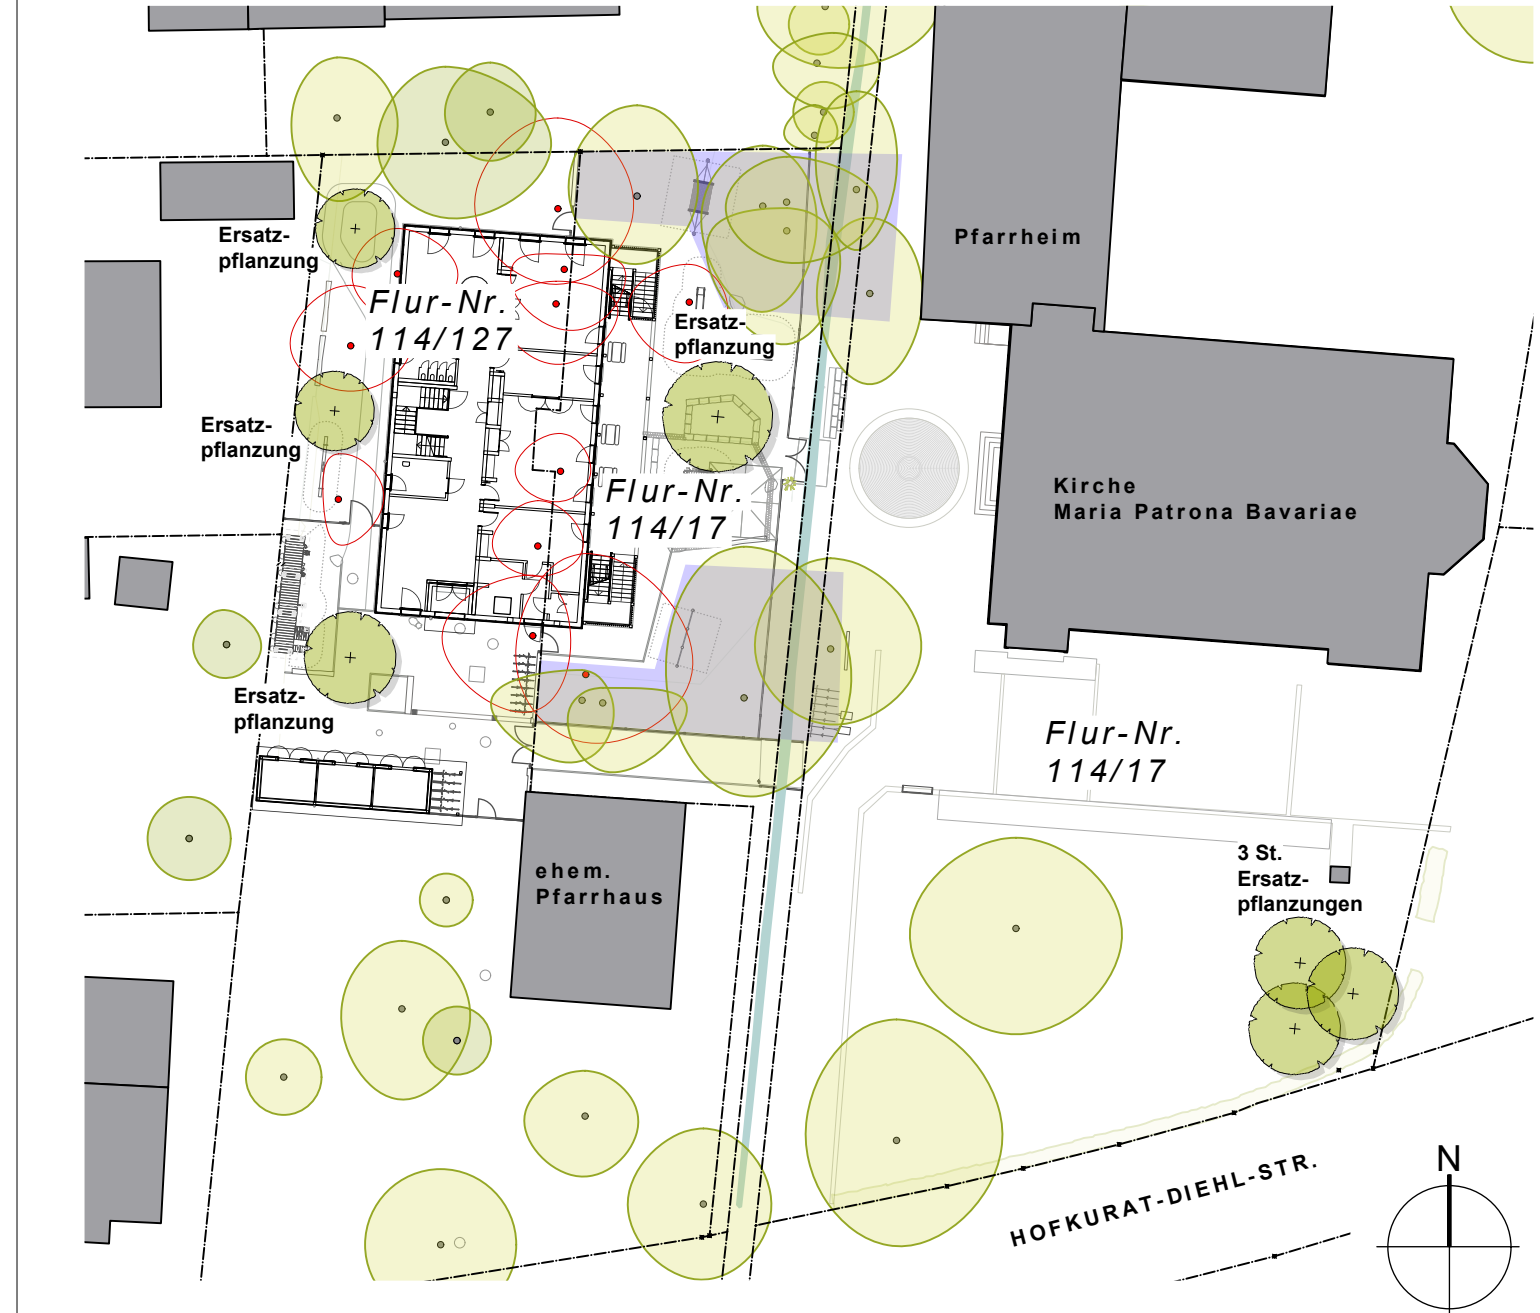 Pfarrheim
Ersatz-
pflanzung
Flur-Nr.
114/127
Ersatz-
pflanzung
Ersatz-
pflanzung
Flur-Nr.
114/17
Kirche
Maria Patrona Bavariae
Ersatz-
pflanzung
Flur-Nr.
114/17
ehem.
Pfarrhaus
3 St.
Ersatz-
pflanzungen
HOFKURAT-DIEHL-STR.
N